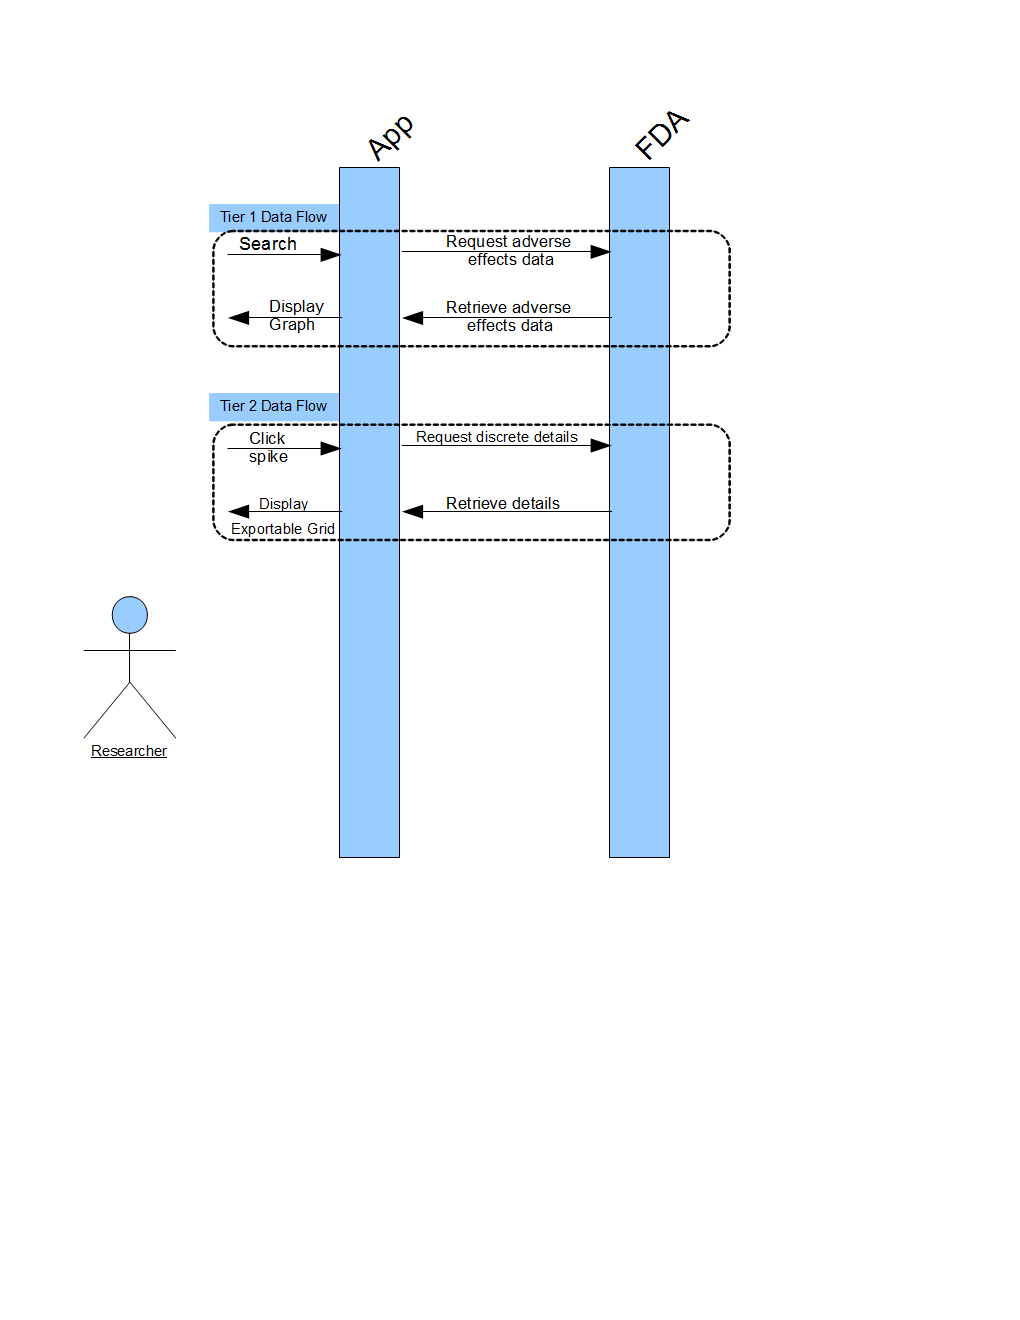 App
FDA
Tier 1 Data Flow
Search
Request adverse
effects data
Display
Graph
Retrieve adverse
effects data
Tier 2 Data Flow
Click
spike
Request discrete details
Display
Exportable Grid
Retrieve details
Researcher